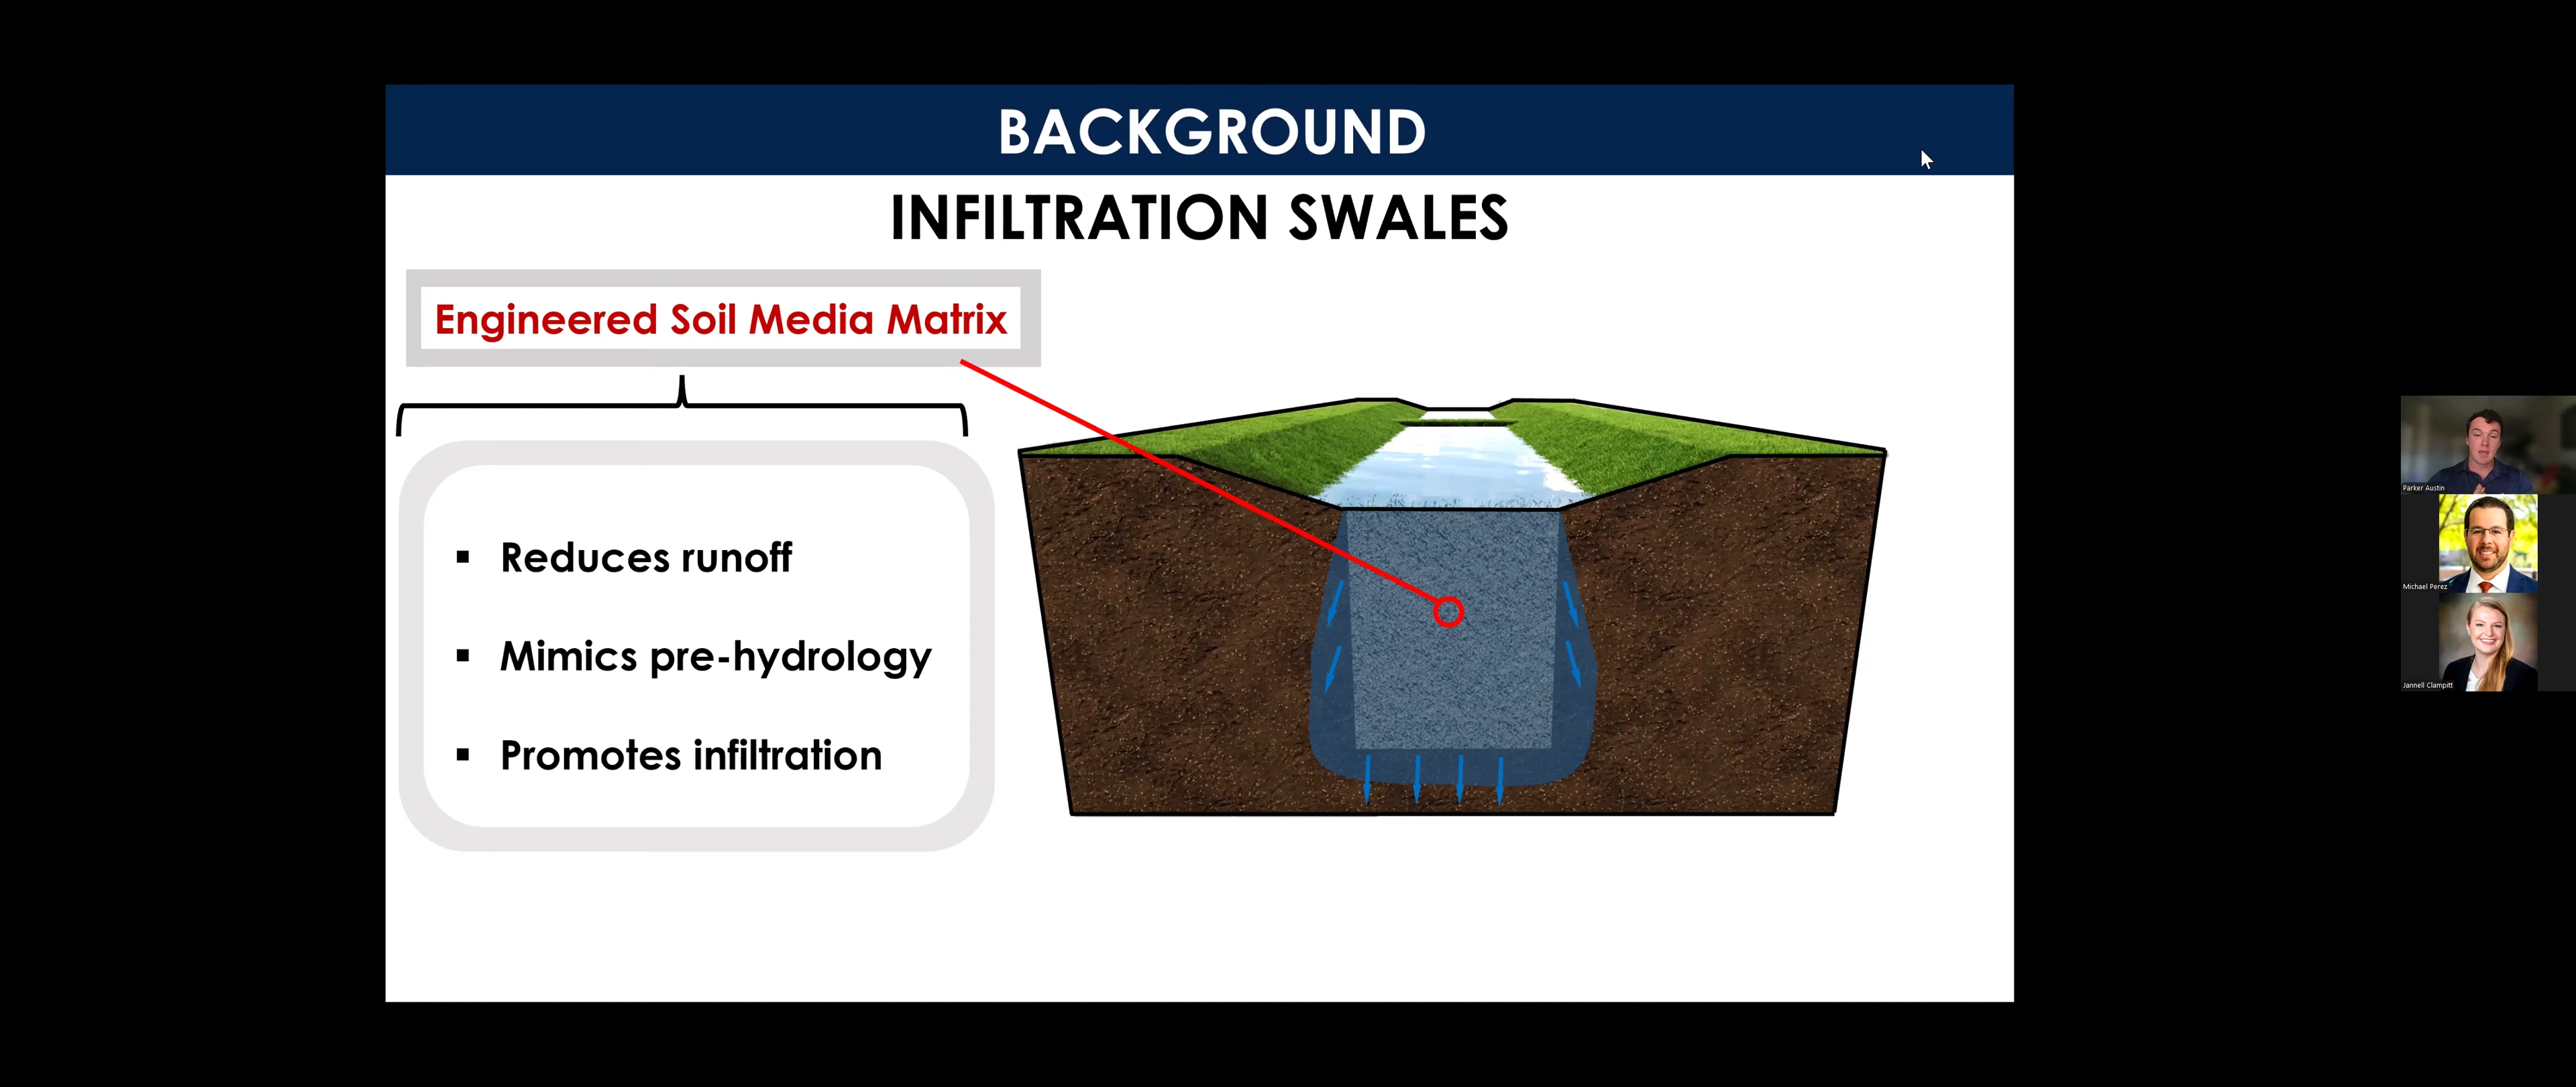 BACKGROUND
INFILTRATION SWALES
Engineered Soil Media Matrix
▪ Reduces runoff
▪ Mimics pre-hydrology
▪ Promotes infiltration
Parker Austin
Michael Perez
Jannell Clampitt